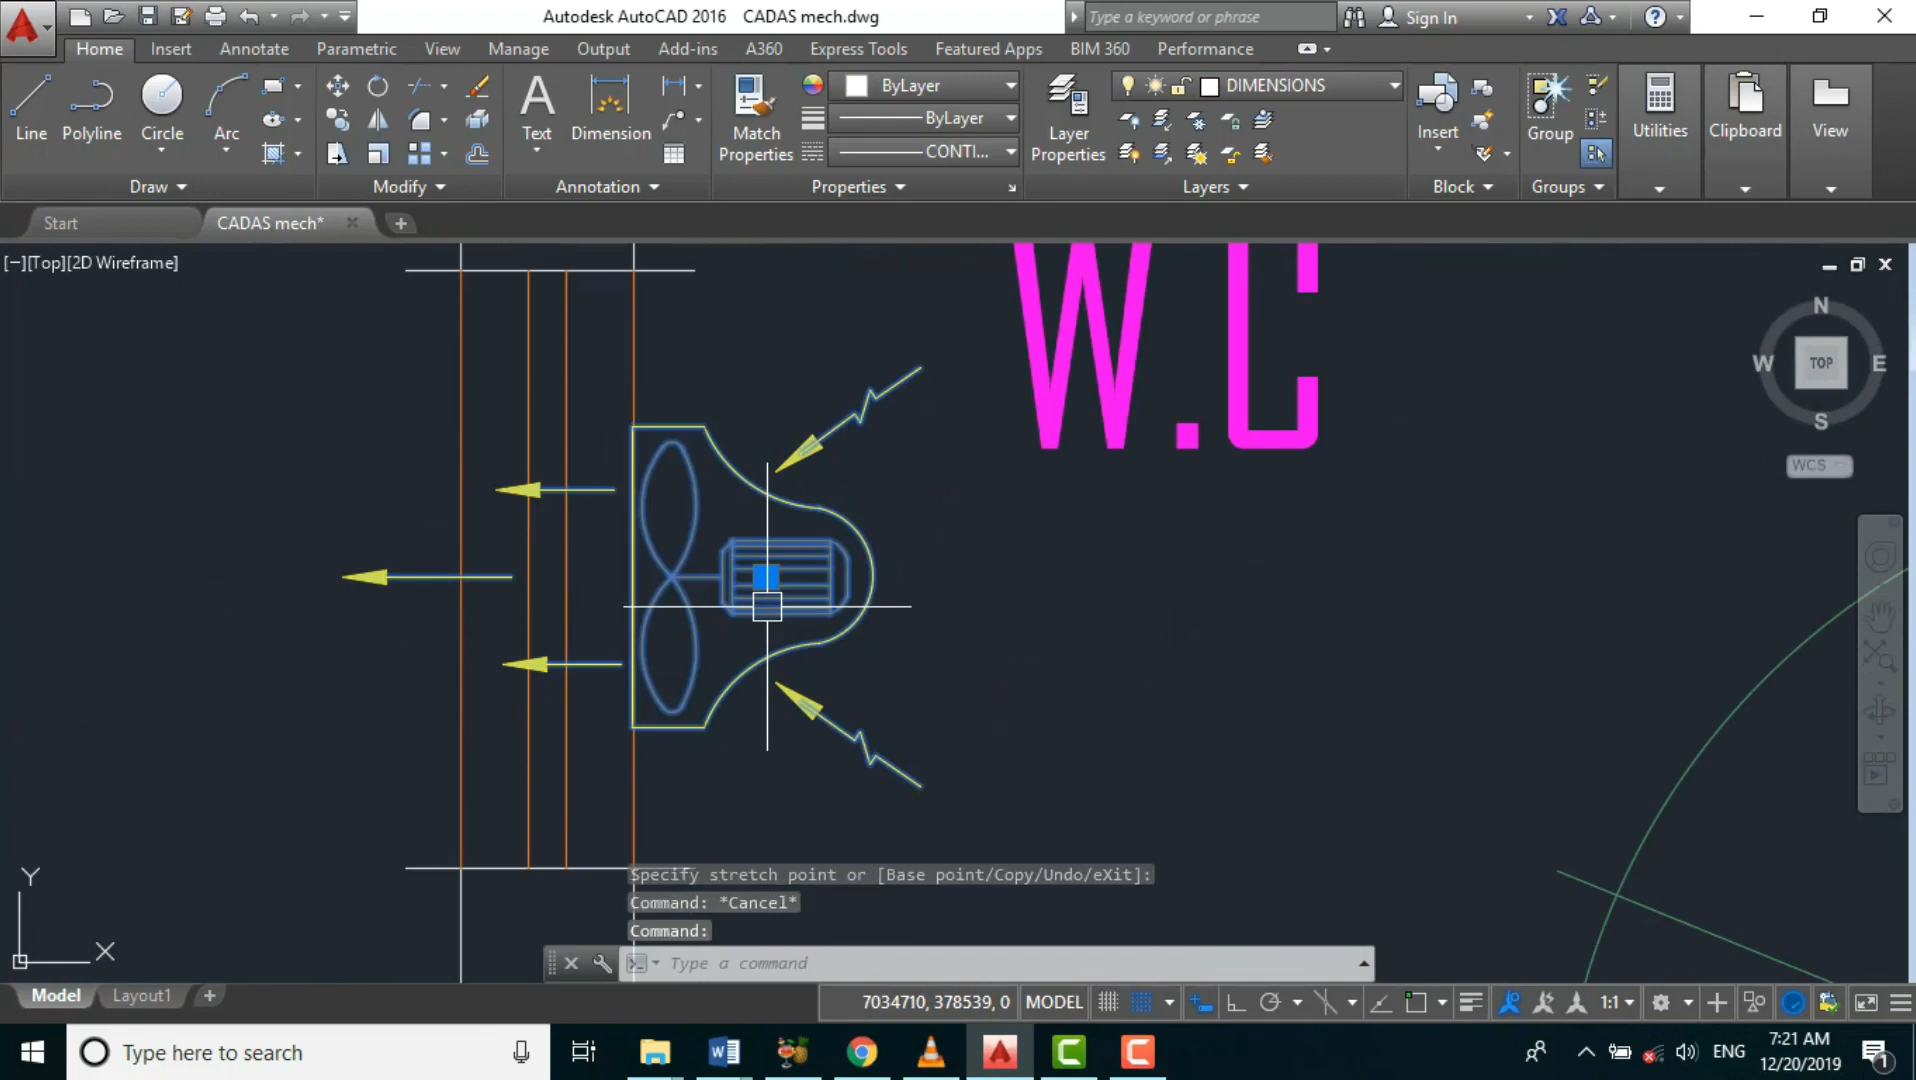 Autodesk AutoCAD 2016 CADAS mech.dwg
Type a keyword or phrase
Sign In
Home Insert Annotate Parametric View Manage Output Add-ins A360 Express Tools Featured Apps BIM 360 Performance
Line Polyline Circle Arc
Text Dimension
Match Properties
ByLayer
ByLayer
CONTI...
Layer Properties
DIMENSIONS
Insert
Group
Utilities
Clipboard
View
Draw Modify Annotation Properties Layers Block Groups
Start CADAS mech*
[−][Top][2D Wireframe]
W.C
N
W TOP E
S
WCS
Y
X
Specify stretch point or [Base point/Copy/Undo/eXit]:
Command: *Cancel*
Command:
Type a command
Model Layout1
7034710, 378539, 0 MODEL 1:1
Type here to search
ENG
7:21 AM
12/20/2019
1